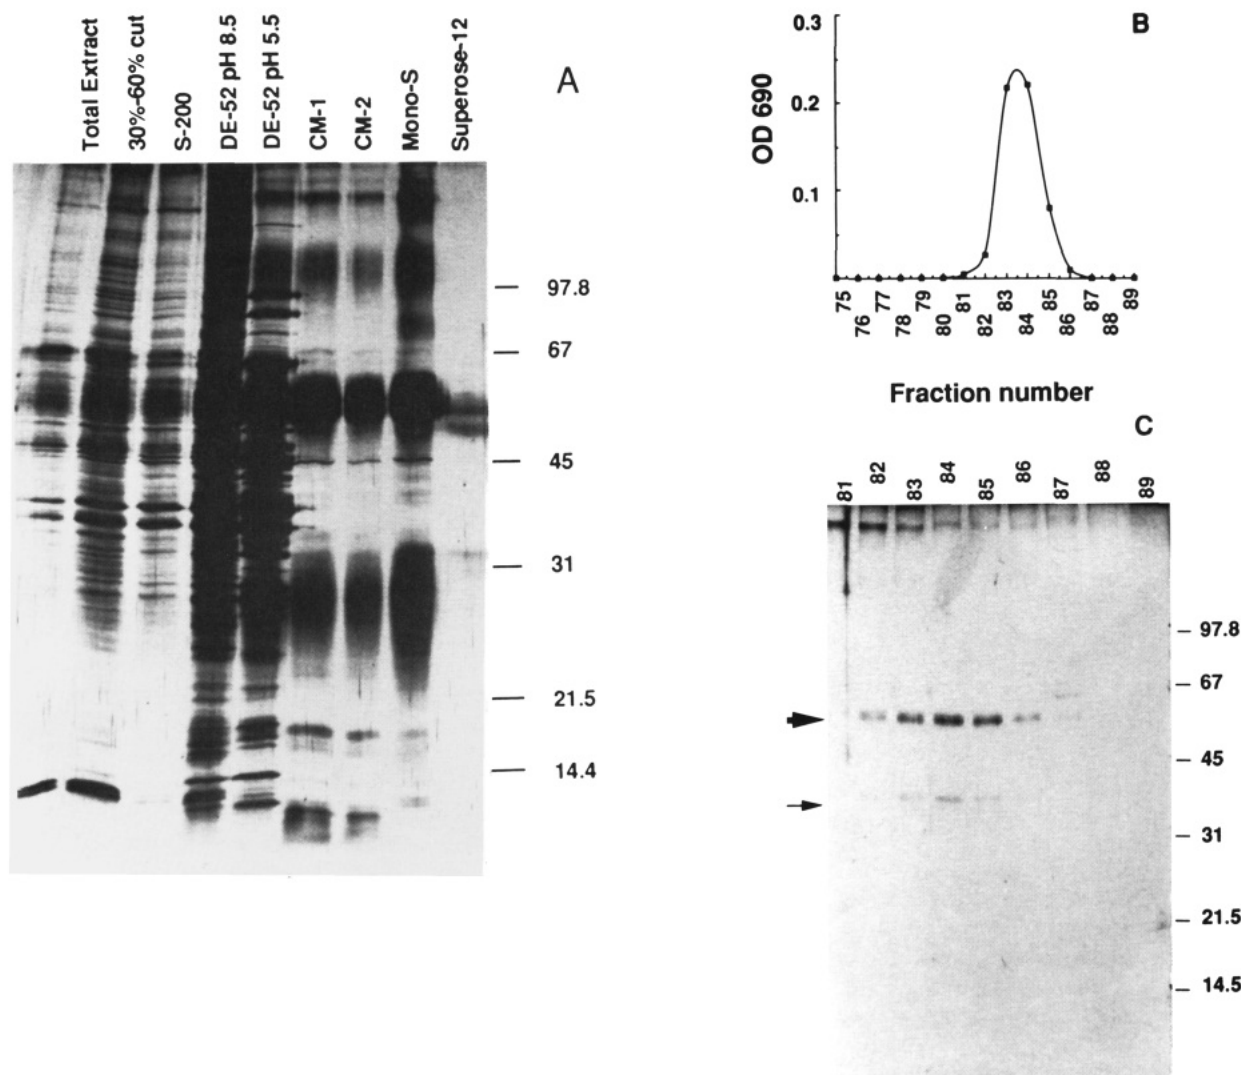 Total Extract
30%-60% cut
S-200
DE-52 pH 8.5
DE-52 pH 5.5
CM-1
CM-2
Mono-S
Superose-12
A
97.8
67
45
31
21.5
14.4
B
OD 690
0.3
0.2
0.1
75
76
77
78
79
80
81
82
83
84
85
86
87
88
89
Fraction number
C
81
82
83
84
85
86
87
88
89
97.8
67
45
31
21.5
14.5